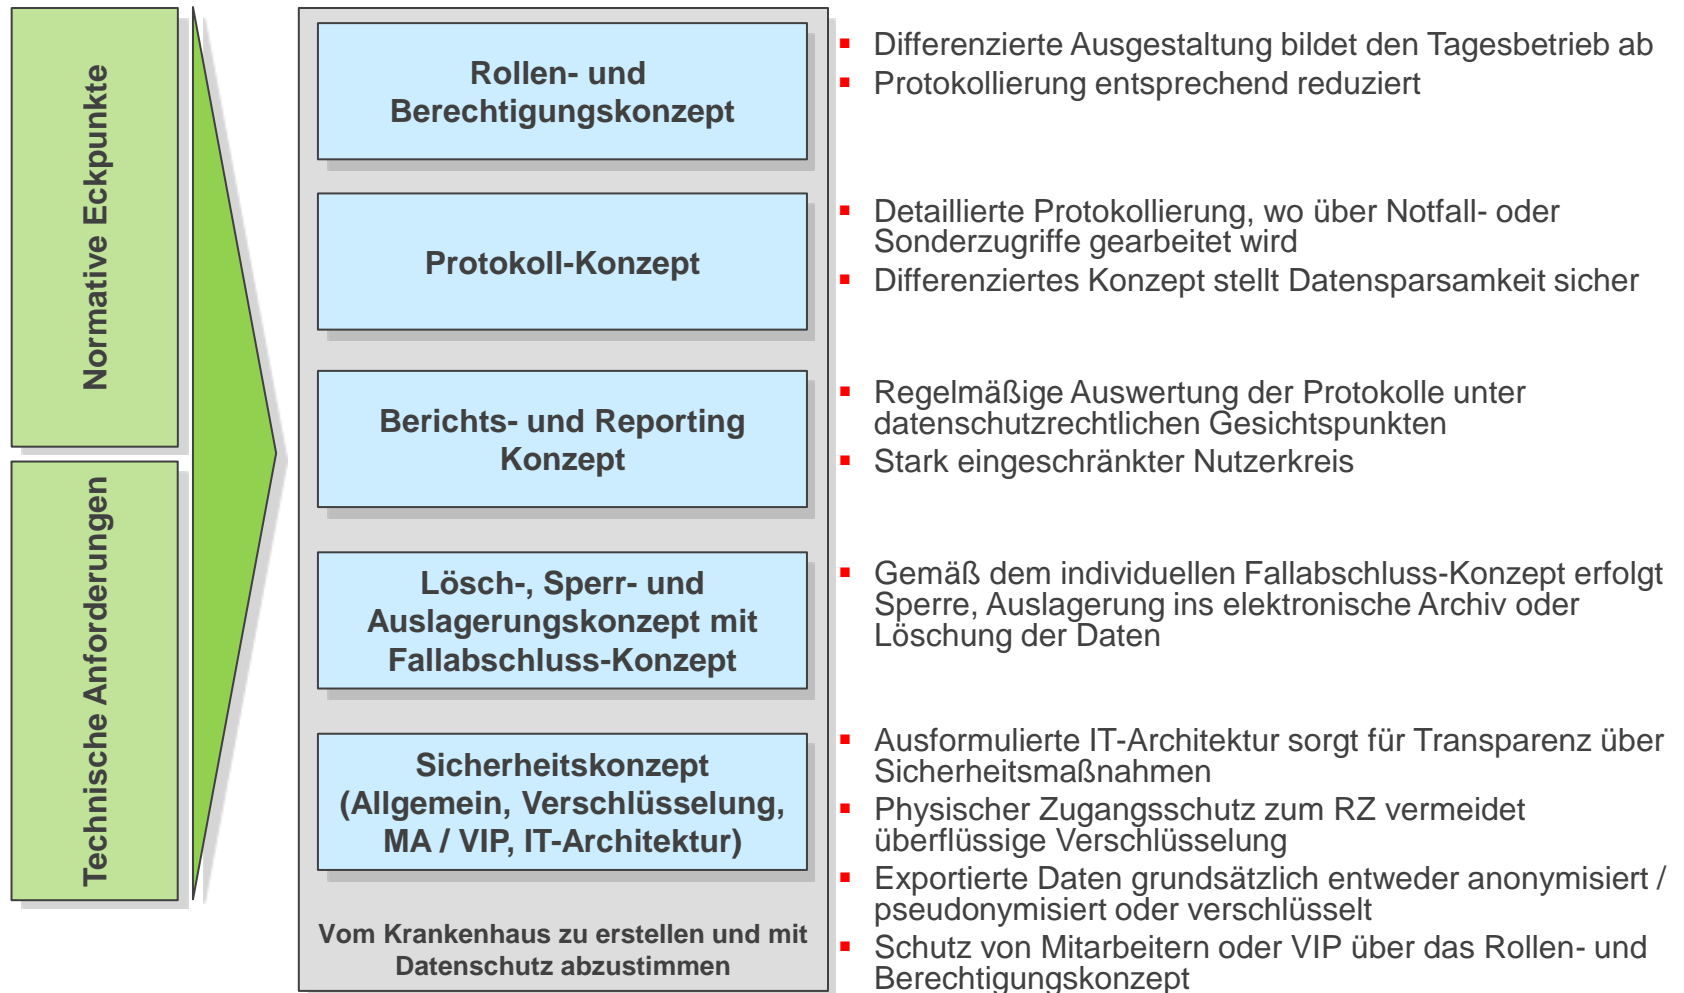 Normative Eckpunkte
Technische Anforderungen
Rollen- und
Berechtigungskonzept
Differenzierte Ausgestaltung bildet den Tagesbetrieb ab
Protokollierung entsprechend reduziert
Protokoll-Konzept
Detaillierte Protokollierung, wo über Notfall- oder
Sonderzugriffe gearbeitet wird
Differenziertes Konzept stellt Datensparsamkeit sicher
Berichts- und Reporting
Konzept
Regelmäßige Auswertung der Protokolle unter
datenschutzrechtlichen Gesichtspunkten
Stark eingeschränkter Nutzerkreis
Lösch-, Sperr- und
Auslagerungskonzept mit
Fallabschluss-Konzept
Gemäß dem individuellen Fallabschluss-Konzept erfolgt
Sperre, Auslagerung ins elektronische Archiv oder
Löschung der Daten
Sicherheitskonzept
(Allgemein, Verschlüsselung,
MA / VIP, IT-Architektur)
Ausformulierte IT-Architektur sorgt für Transparenz über
Sicherheitsmaßnahmen
Physischer Zugangsschutz zum RZ vermeidet
überflüssige Verschlüsselung
Exportierte Daten grundsätzlich entweder anonymisiert /
pseudonymisiert oder verschlüsselt
Schutz von Mitarbeitern oder VIP über das Rollen- und
Berechtigungskonzept
Vom Krankenhaus zu erstellen und mit
Datenschutz abzustimmen